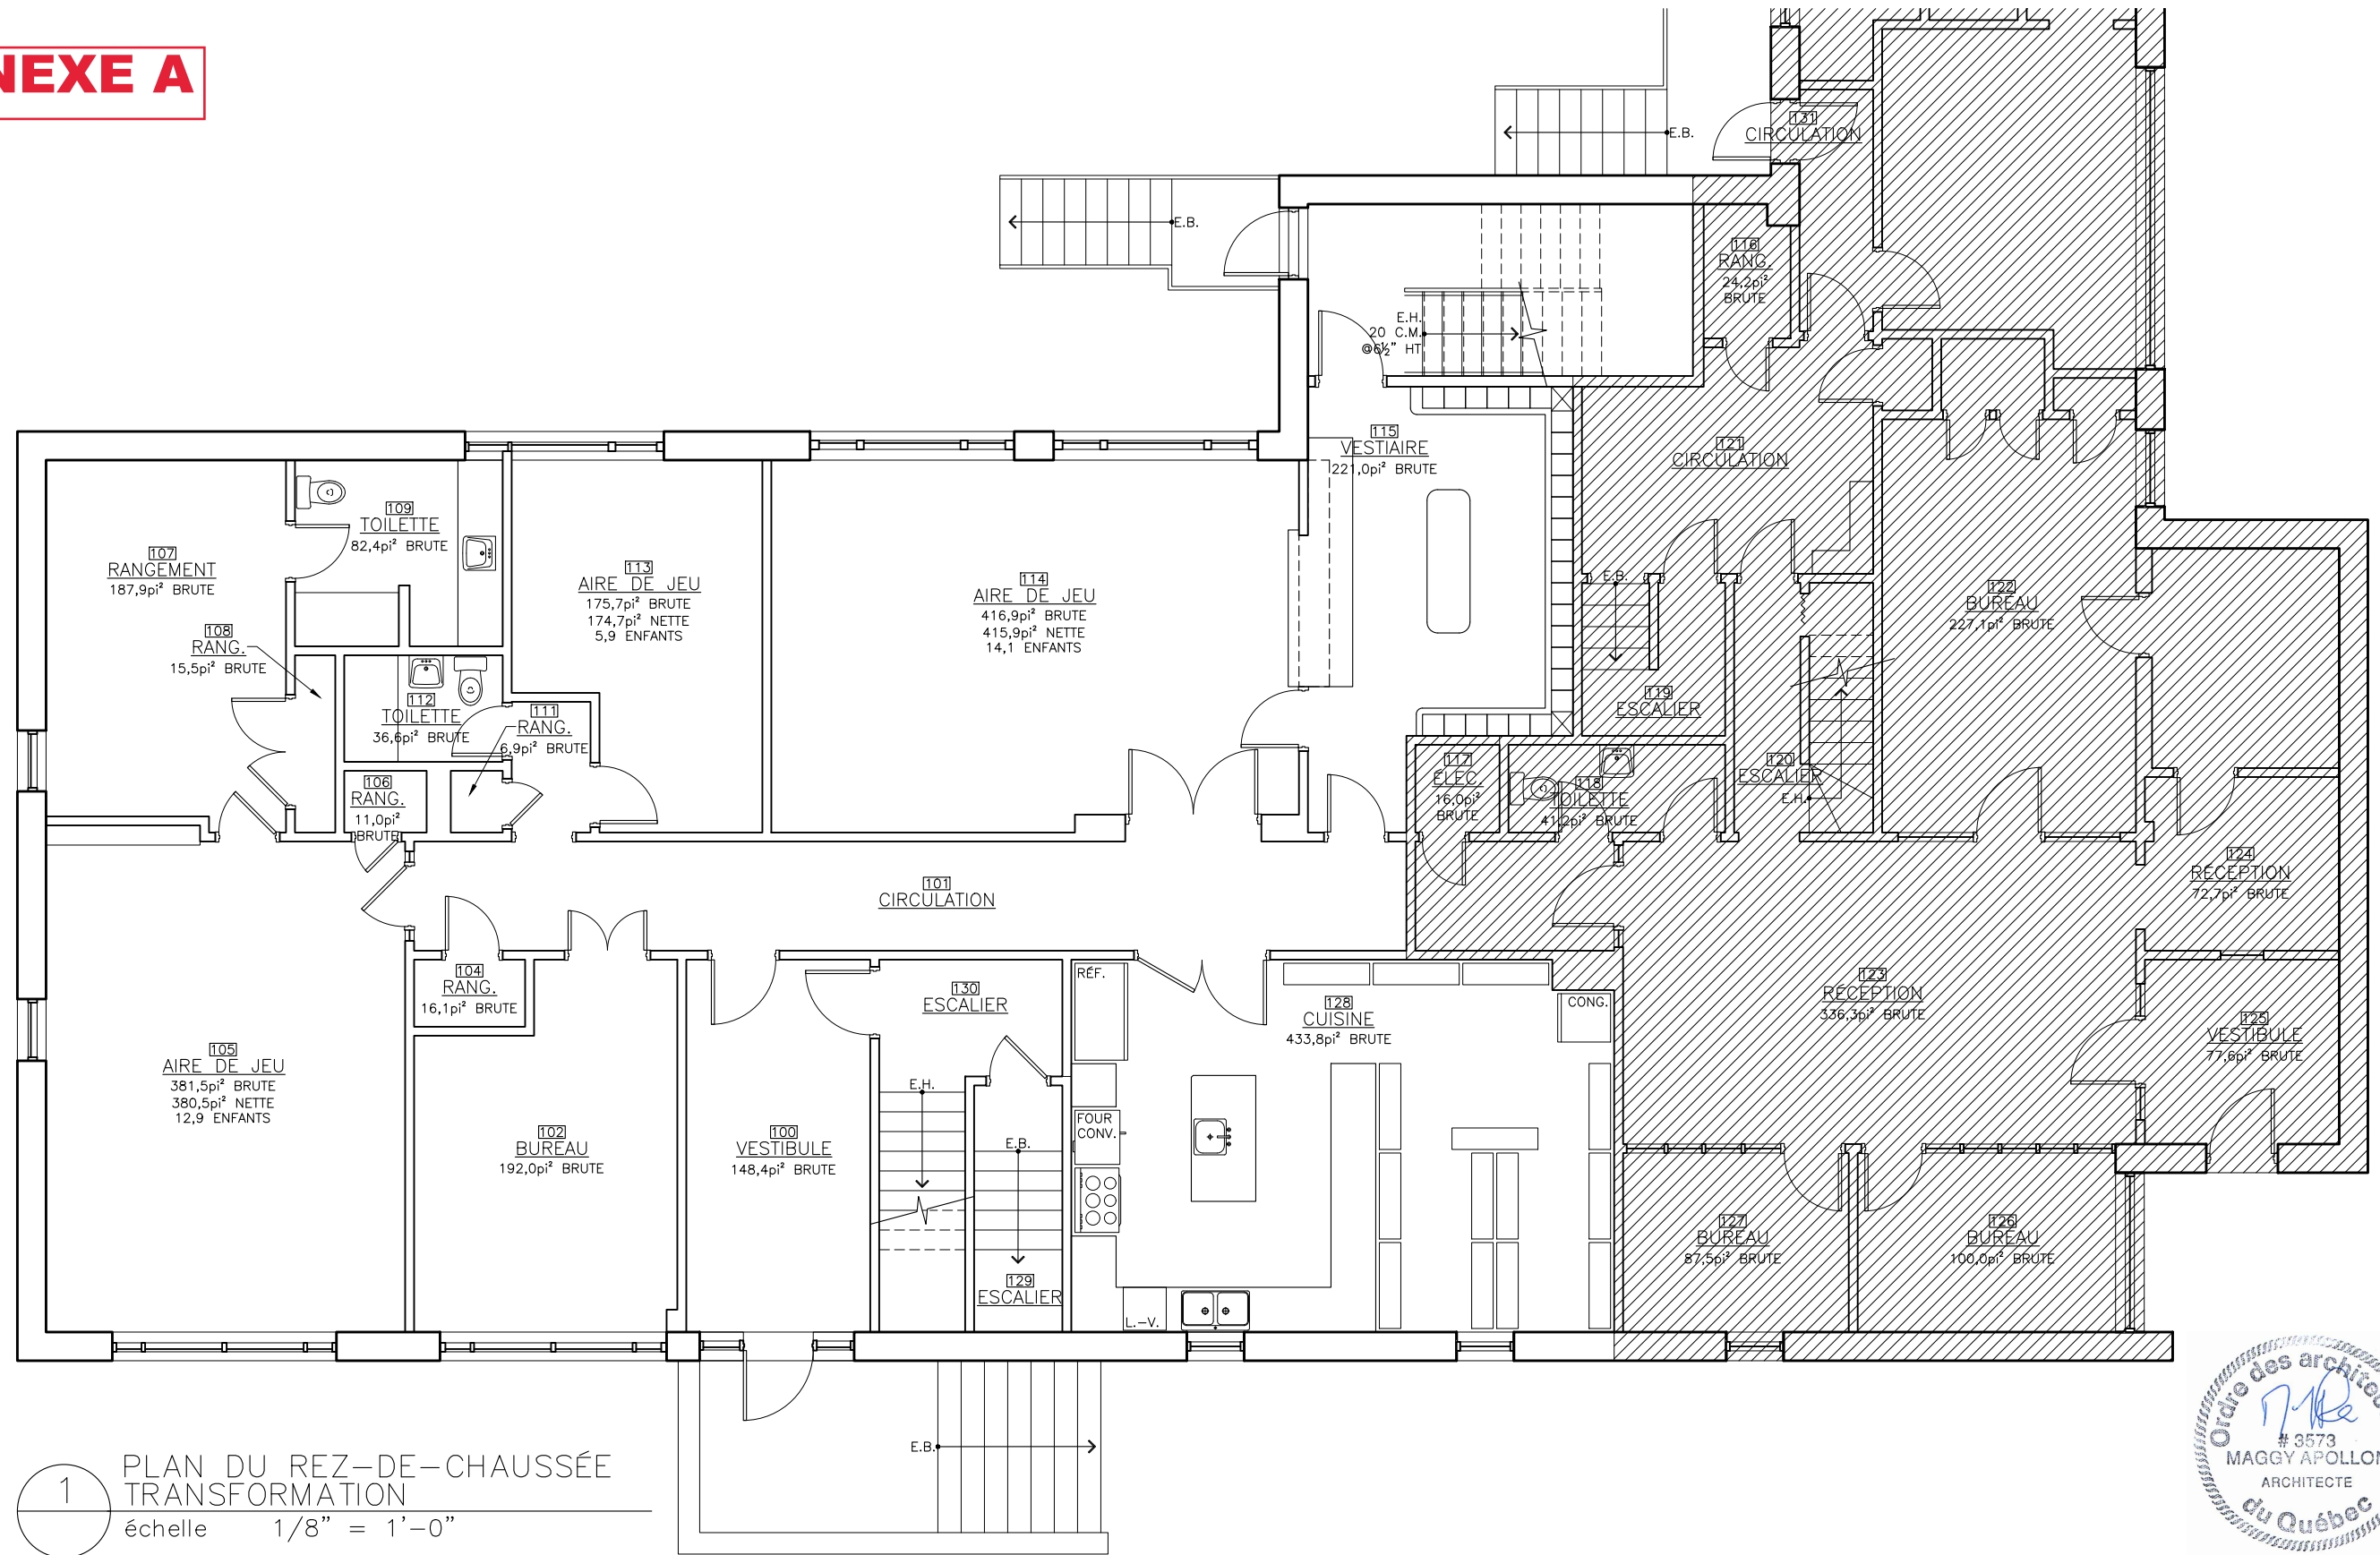 NEXE A
131
CIRCULATION
E.B.
E.B.
116
RANG.
24,2pi² BRUTE
E.H.
20 C.M.
@6½" HT
115
VESTIAIRE
221,0pi² BRUTE
121
CIRCULATION
109
TOILETTE
82,4pi² BRUTE
107
RANGEMENT
187,9pi² BRUTE
113
AIRE DE JEU
175,7pi² BRUTE
174,7pi² NETTE
5,9 ENFANTS
114
AIRE DE JEU
416,9pi² BRUTE
415,9pi² NETTE
14,1 ENFANTS
E.B.
122
BUREAU
227,1pi² BRUTE
108
RANG.
15,5pi² BRUTE
112
TOILETTE
36,6pi² BRUTE
111
RANG.
6,9pi² BRUTE
119
ESCALIER
106
RANG.
11,0pi²
BRUTE
117
ÉLEC.
16,0pi²
BRUTE
118
TOILETTE
41,2pi² BRUTE
120
ESCALIER
E.H.
101
CIRCULATION
124
RÉCEPTION
72,7pi² BRUTE
104
RANG.
16,1pi² BRUTE
130
ESCALIER
RÉF.
128
CUISINE
433,8pi² BRUTE
CONG.
123
RÉCEPTION
336,3pi² BRUTE
125
VESTIBULE
77,6pi² BRUTE
105
AIRE DE JEU
381,5pi² BRUTE
380,5pi² NETTE
12,9 ENFANTS
E.H.
FOUR
CONV.
102
BUREAU
192,0pi² BRUTE
100
VESTIBULE
148,4pi² BRUTE
E.B.
127
BUREAU
87,5pi² BRUTE
126
BUREAU
100,0pi² BRUTE
129
ESCALIER
L.-V.
E.B.
1
PLAN DU REZ-DE-CHAUSSÉE
TRANSFORMATION
échelle 1/8" = 1'-0"
Ordre des architec
# 3573
MAGGY APOLLON
ARCHITECTE
du Québec